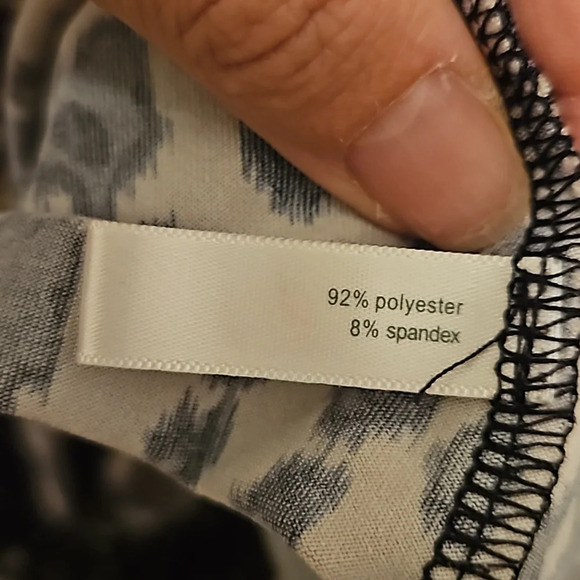 92% polyester
8% spandex